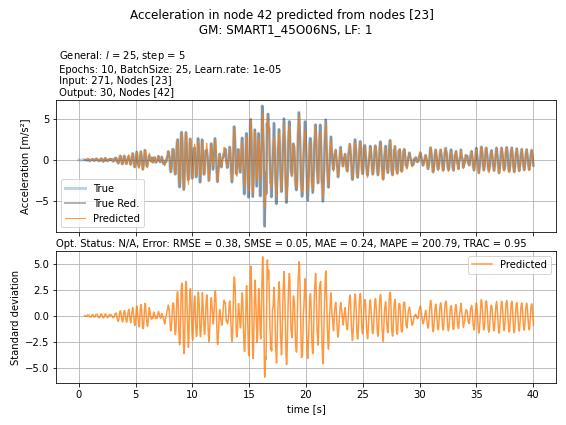 Acceleration in node 42 predicted from nodes [23]
GM: SMART1_45O06NS, LF: 1
General: l = 25, step = 5
Epochs: 10, BatchSize: 25, Learn.rate: 1e-05
Input: 271, Nodes [23]
Output: 30, Nodes [42]
Acceleration [m/s²]
5
0
−5
True
True Red.
Predicted
Opt. Status: N/A, Error: RMSE = 0.38, SMSE = 0.05, MAE = 0.24, MAPE = 200.79, TRAC = 0.95
Standard deviation
5.0
2.5
0.0
−2.5
−5.0
Predicted
0 5 10 15 20 25 30 35 40
time [s]